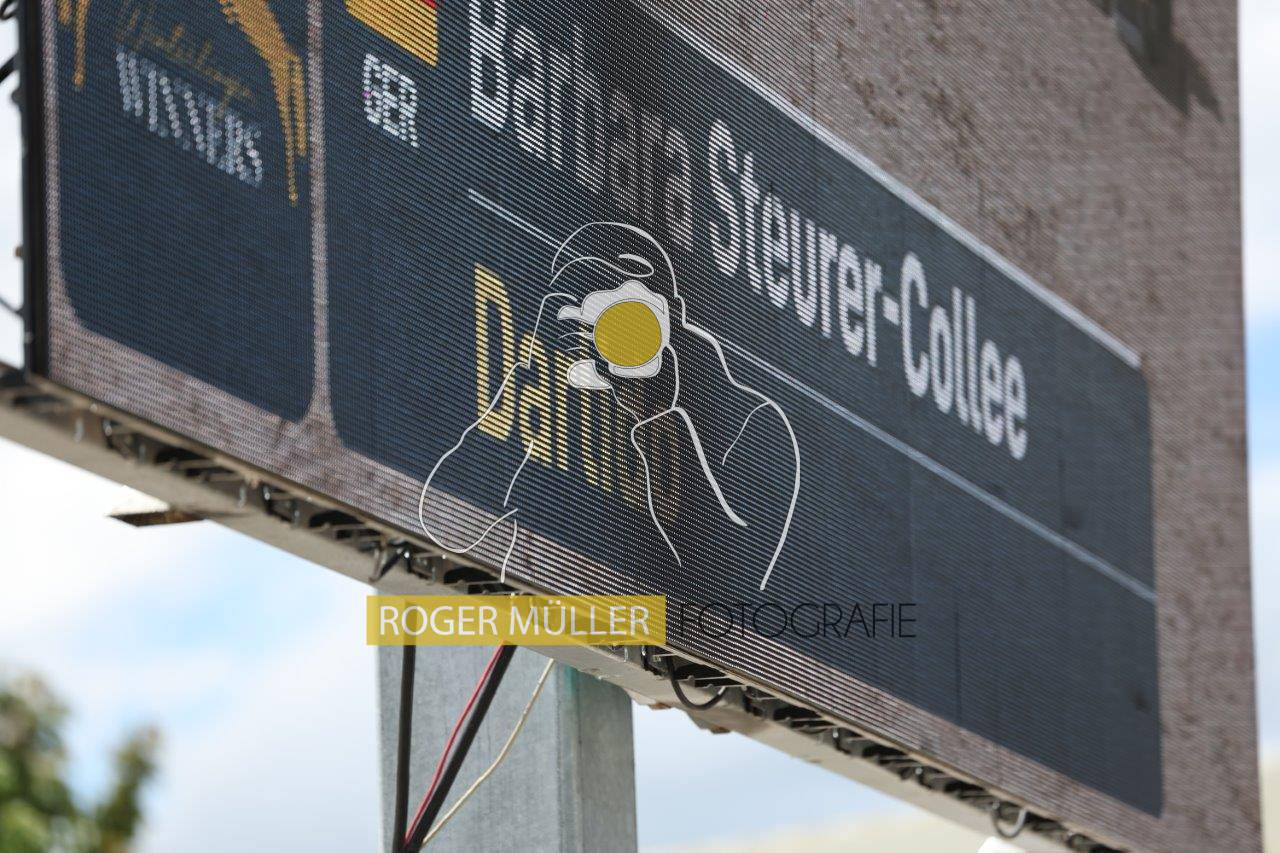 WINNERS
GER
Barbara Steurer-Collee
ROGER MÜLLER FOTOGRAFIE